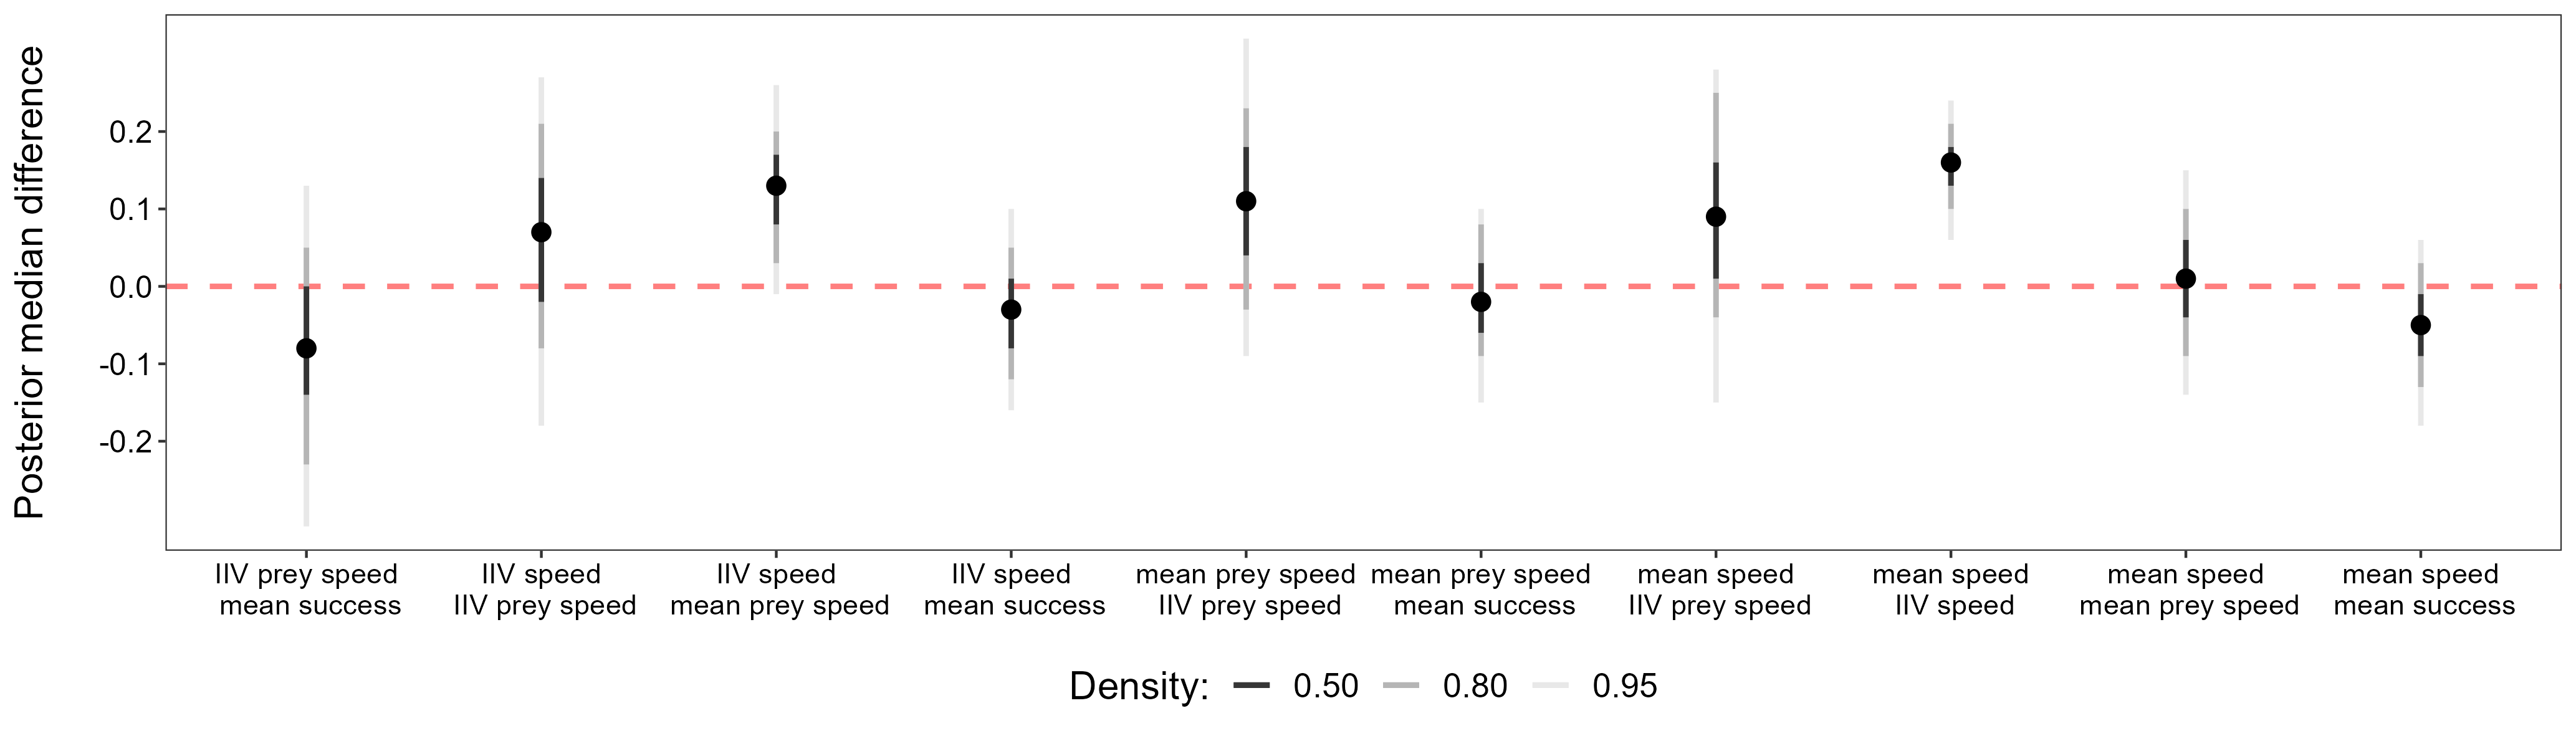 Posterior median difference
0.2
0.1
0.0
-0.1
-0.2
IIV prey speed
mean success
IIV speed
IIV prey speed
IIV speed
mean prey speed
IIV speed
mean success
mean prey speed
IIV prey speed
mean prey speed
mean success
mean speed
IIV prey speed
mean speed
IIV speed
mean speed
mean prey speed
mean speed
mean success
Density: 0.50 0.80 0.95